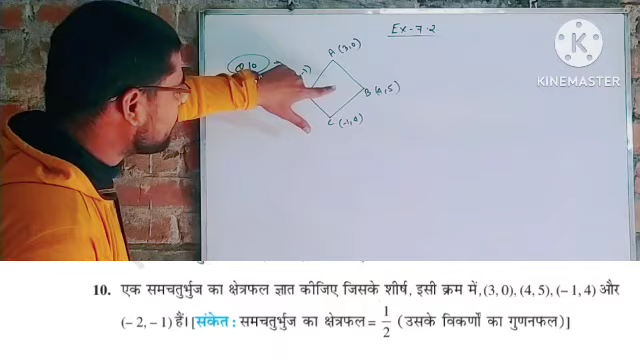 Ex-7.2
KINEMASTER
Q.10
A (3,0)
B (4,5)
C (-1,4)
10. एक समचतुर्भुज का क्षेत्रफल ज्ञात कीजिए जिसके शीर्ष, इसी क्रम में, (3, 0), (4, 5), (– 1, 4) और
(– 2, – 1) हैं। [संकेत : समचतुर्भुज का क्षेत्रफल = 1/2 (उसके विकर्णों का गुणनफल)]